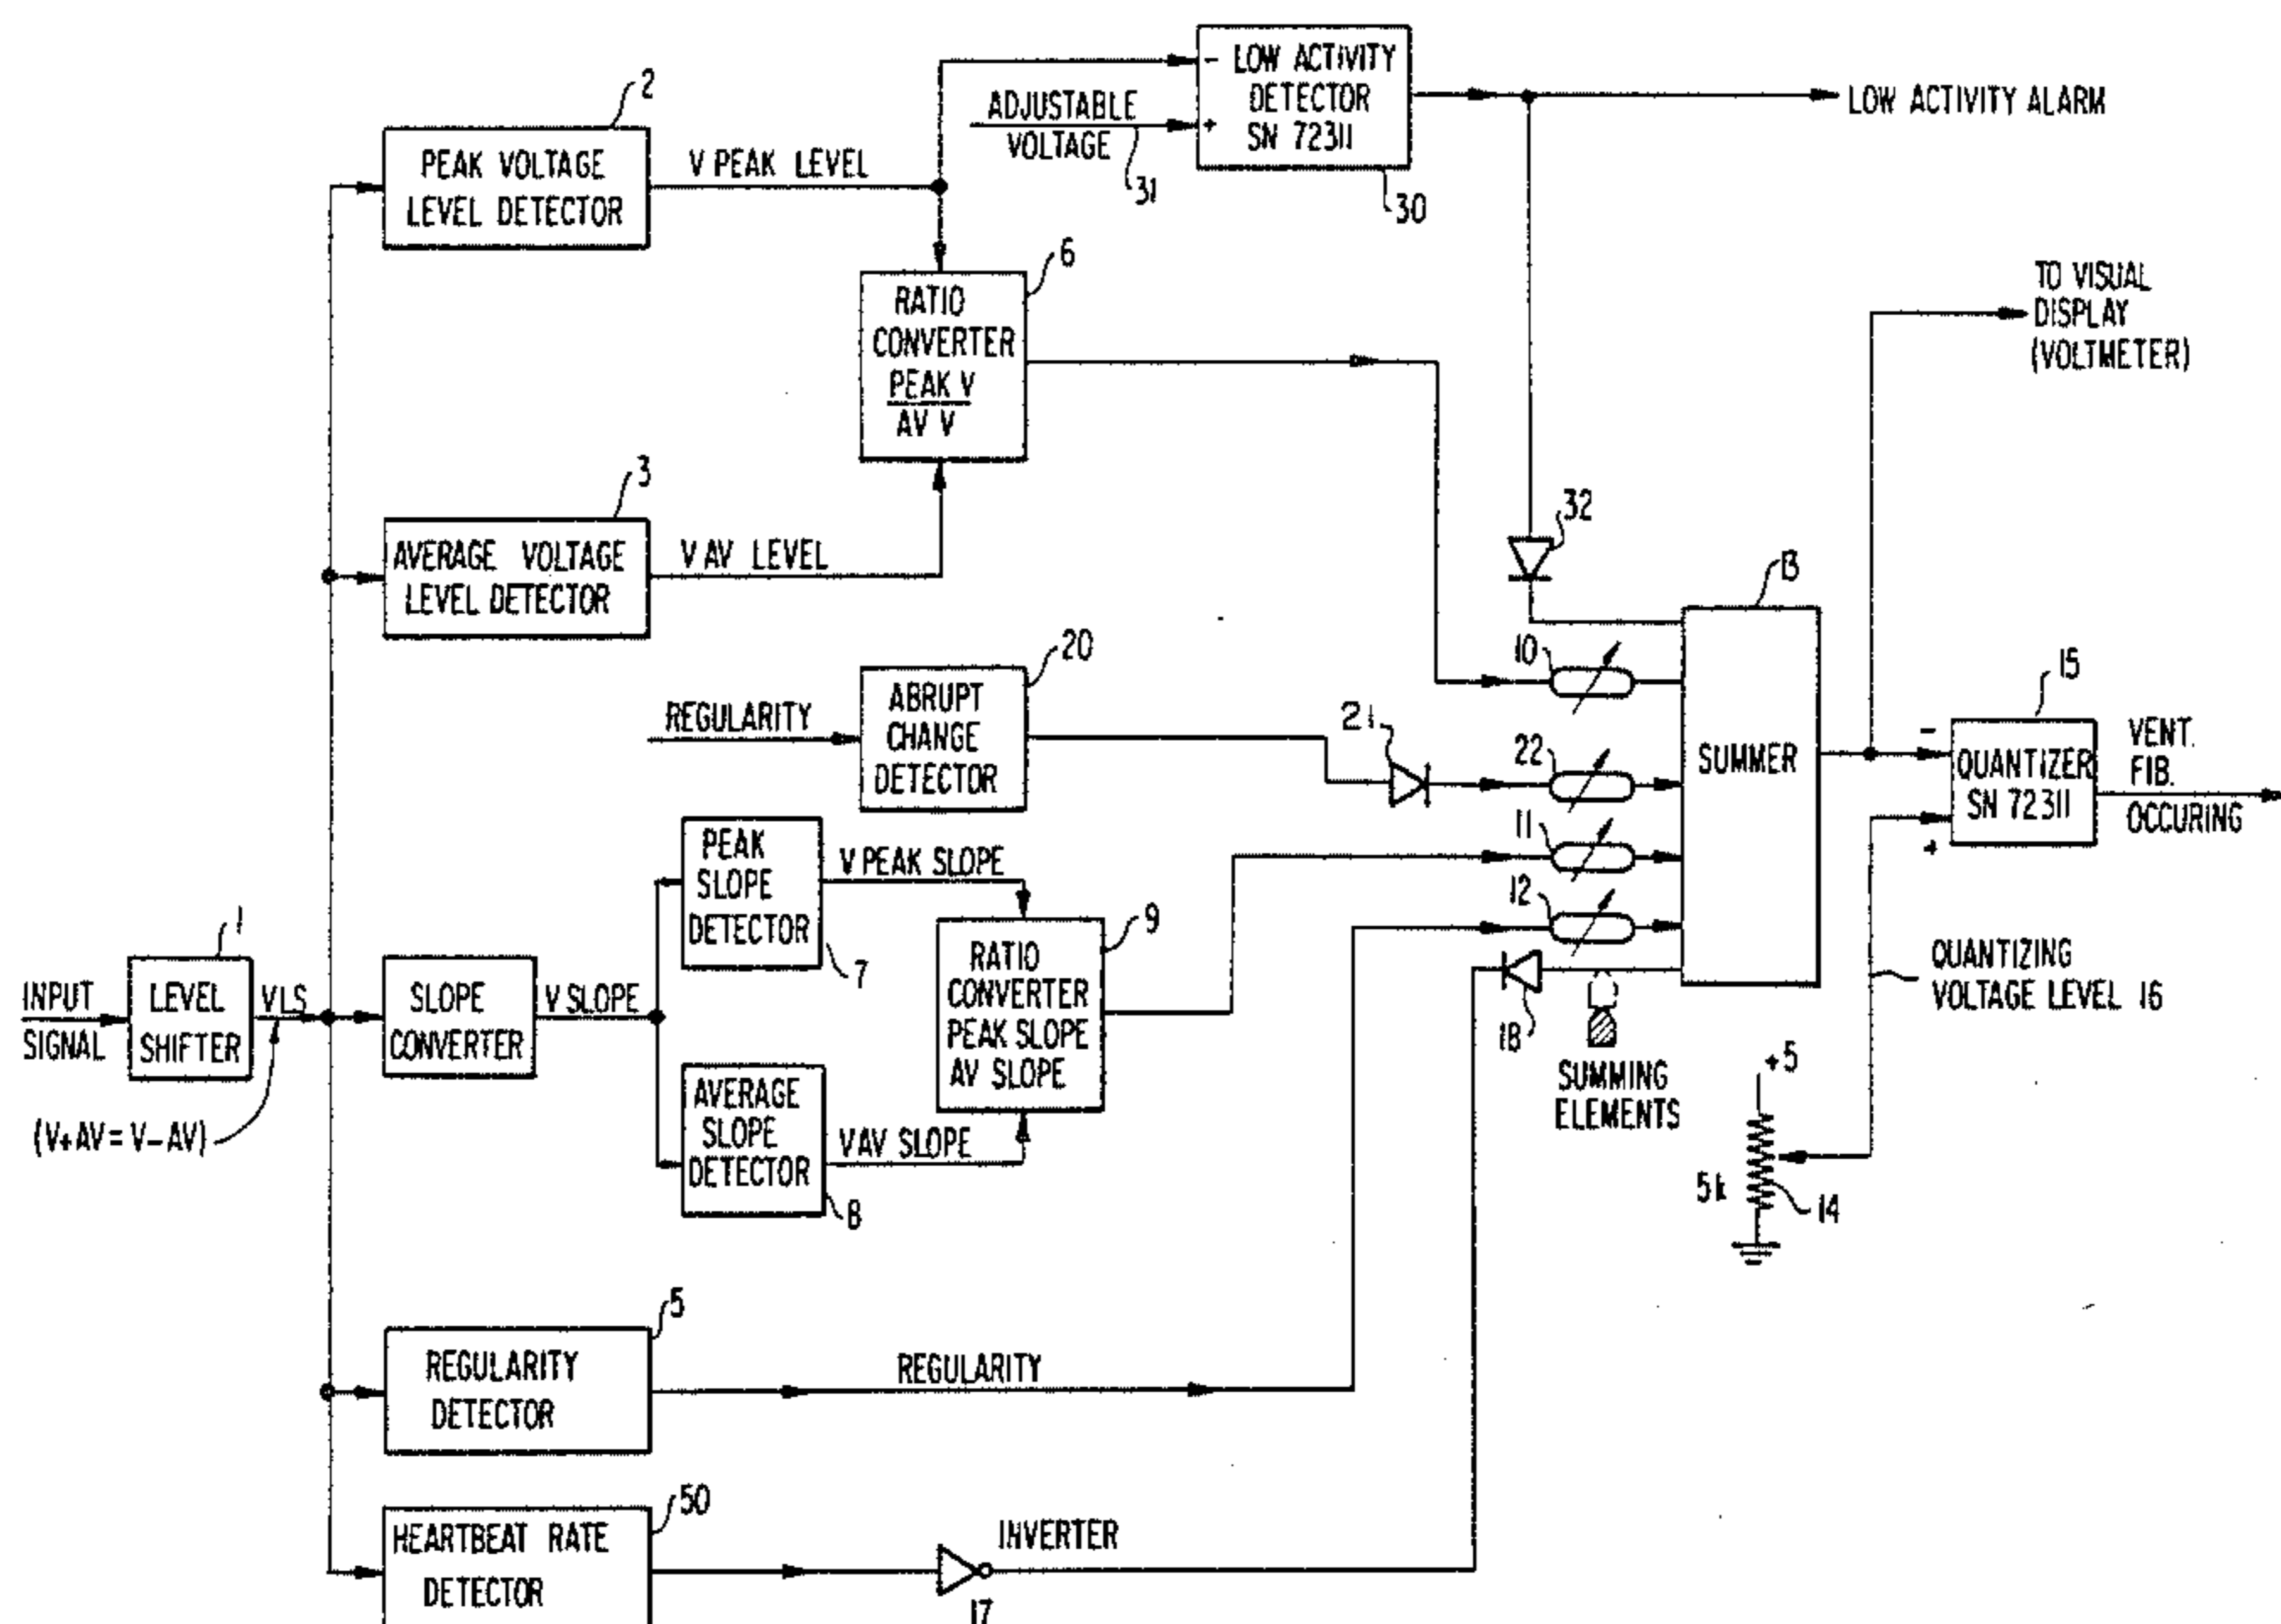 2
PEAK VOLTAGE
LEVEL DETECTOR
V PEAK LEVEL
ADJUSTABLE
VOLTAGE
31
- LOW ACTIVITY
DETECTOR
+
SN 72311
30
LOW ACTIVITY ALARM
6
RATIO
CONVERTER
PEAK V
AV V
TO VISUAL
DISPLAY
(VOLTMETER)
3
AVERAGE VOLTAGE
LEVEL DETECTOR
V AV LEVEL
32
13
SUMMER
10
20
REGULARITY
ABRUPT
CHANGE
DETECTOR
21
22
11
12
15
-
+
QUANTIZER
SN 72311
VENT.
FIB.
OCCURING
PEAK
SLOPE
DETECTOR
7
V PEAK SLOPE
9
RATIO
CONVERTER
PEAK SLOPE
AV SLOPE
1
INPUT
SIGNAL
LEVEL
SHIFTER
VLS
(V+AV=V-AV)
SLOPE
CONVERTER
V SLOPE
AVERAGE
SLOPE
DETECTOR
8
V AV SLOPE
18
SUMMING
ELEMENTS
QUANTIZING
VOLTAGE LEVEL 16
+5
5k
14
5
REGULARITY
DETECTOR
REGULARITY
50
HEARTBEAT RATE
DETECTOR
INVERTER
17